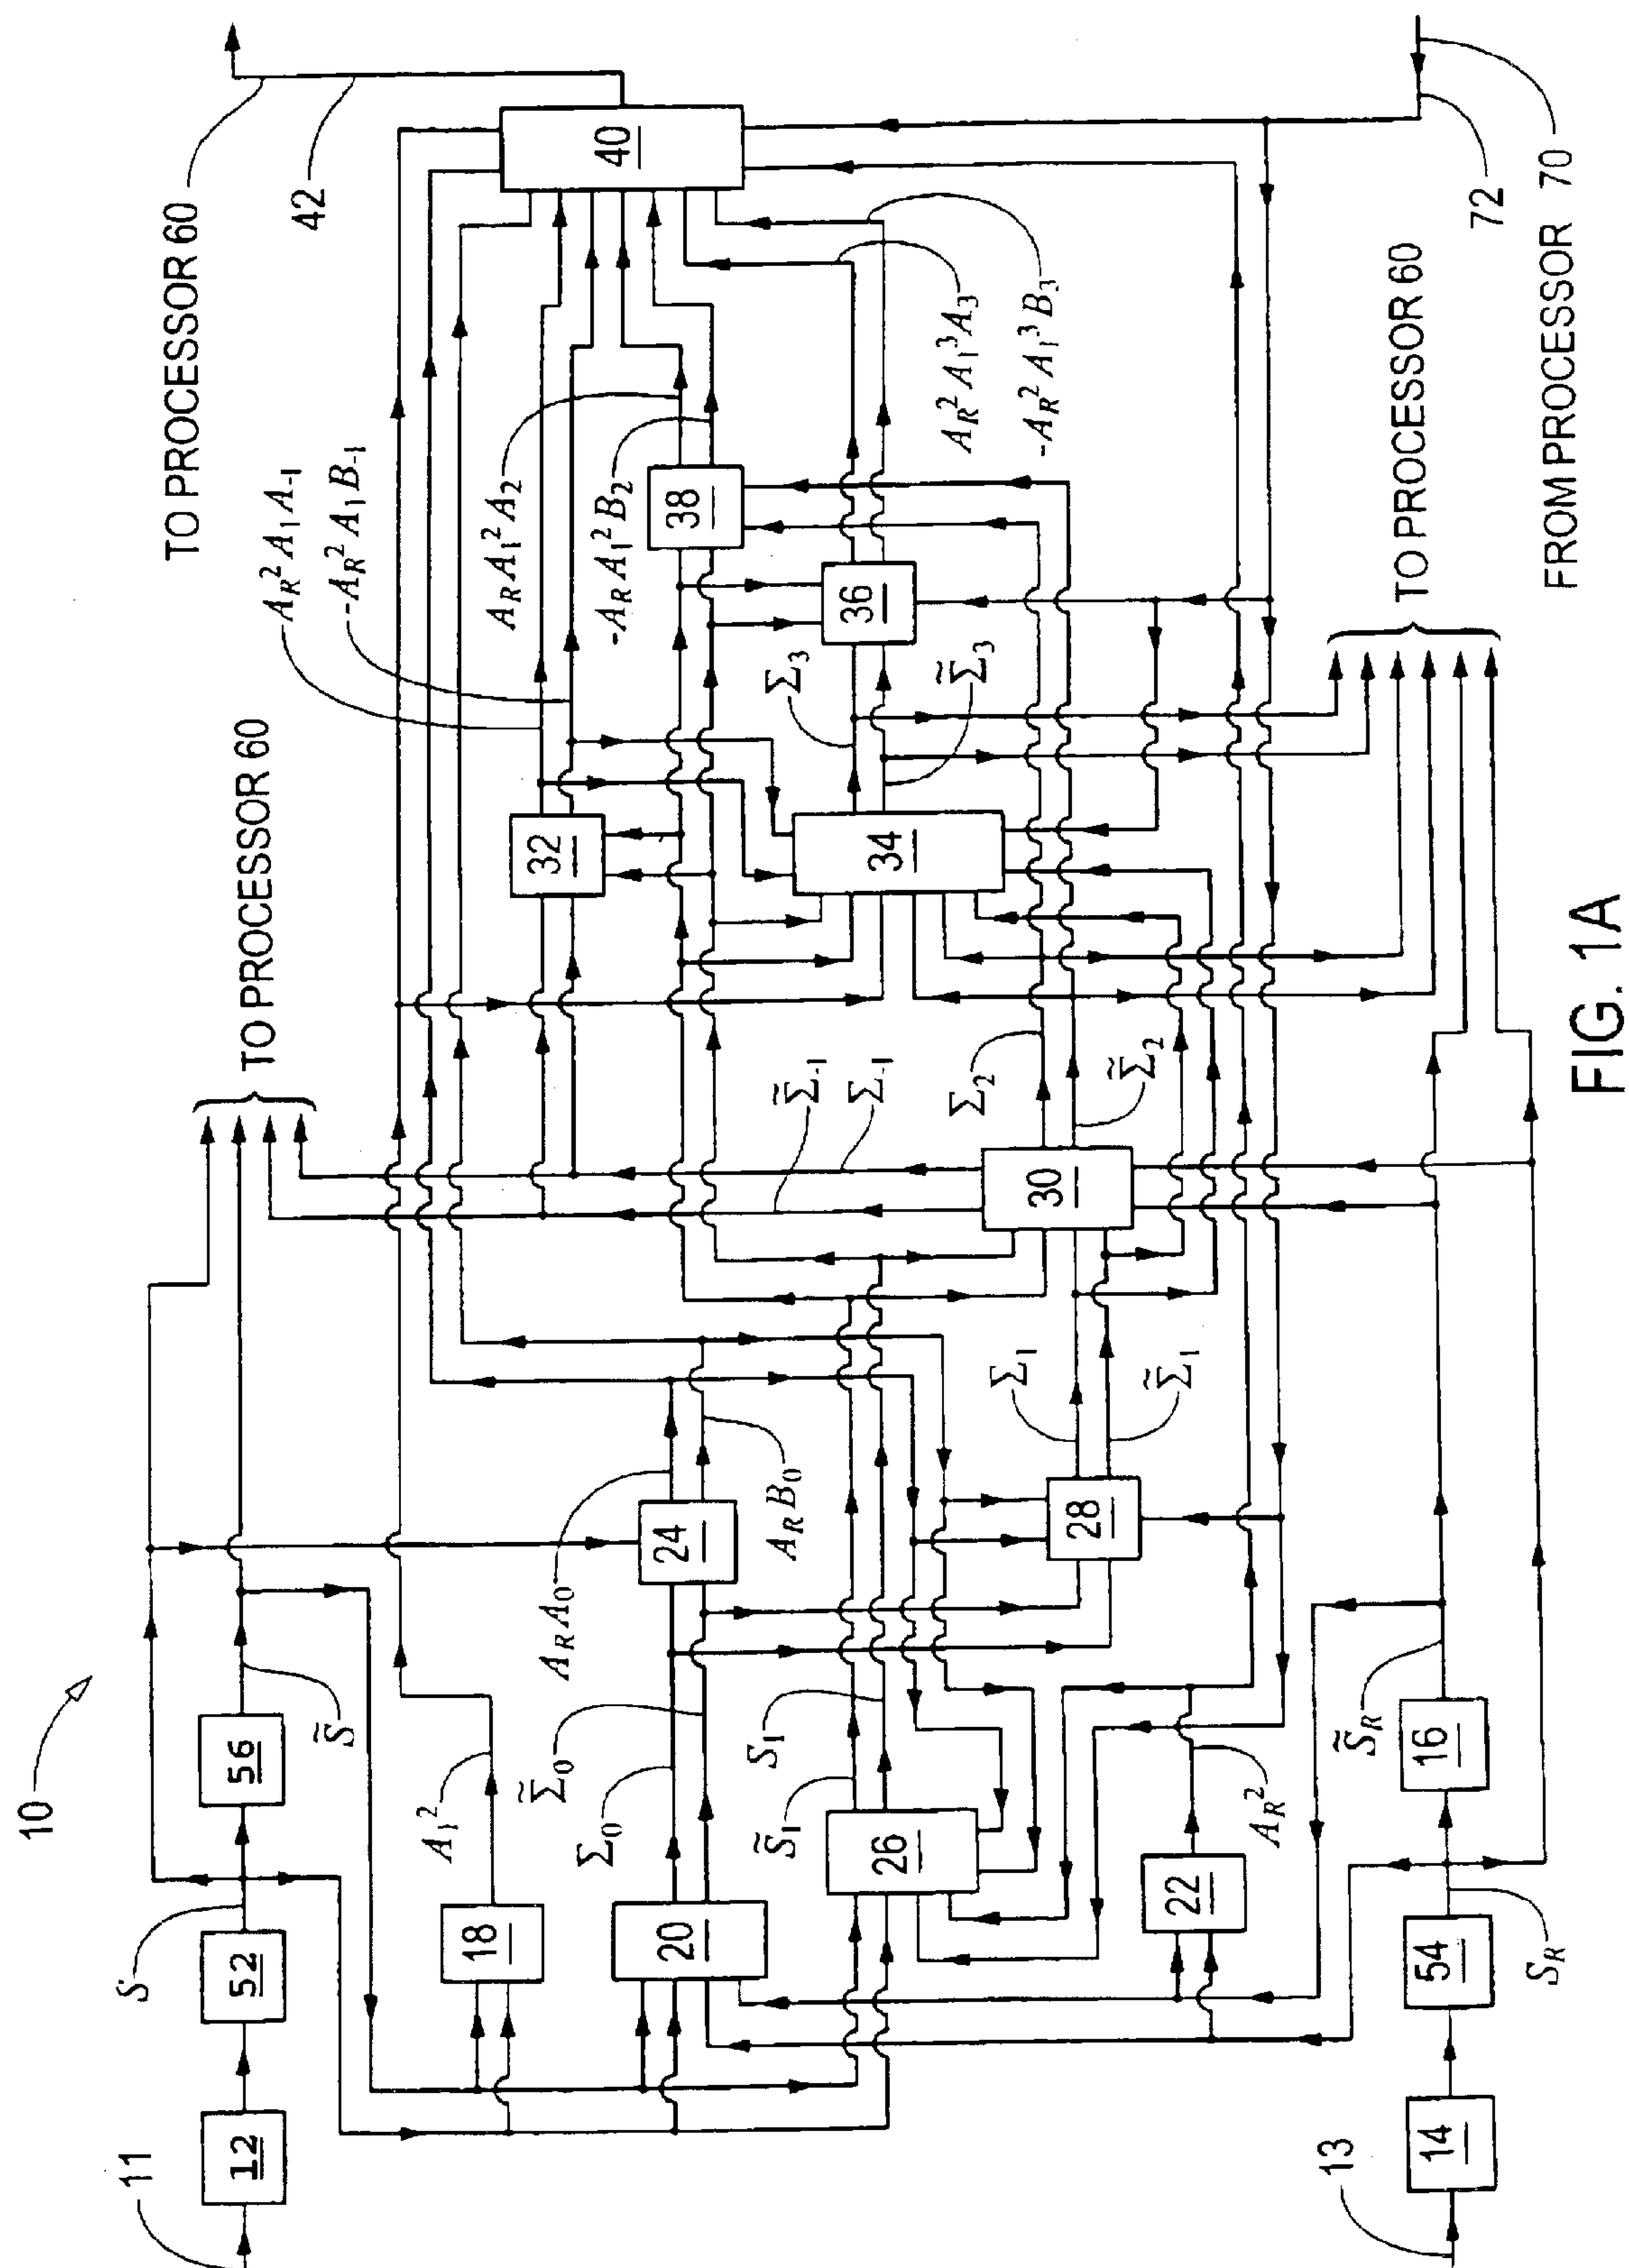 10
11
12
S
52
56
S̃
TO PROCESSOR 60
TO PROCESSOR 60
42
A₁²
18
Σ₀
Σ̃₀
20
A_R A₀
24
A_R B₀
32
A_R² A₁ A₋₁
-A_R² A₁ B₋₁
A_R A₁² A₂
-A_R A₁² B₂
38
40
S̃₁
S₁
26
Σ̃₋₁
Σ₋₁
Σ₃
Σ̃₃
34
36
A_R² A₁³ A₃
-A_R² A₁³ B₃
Σ₁
Σ̃₁
28
30
Σ₂
Σ̃₂
22
A_R²
13
14
54
S_R
16
S̃_R
TO PROCESSOR 60
72
FROM PROCESSOR 70
FIG. 1A